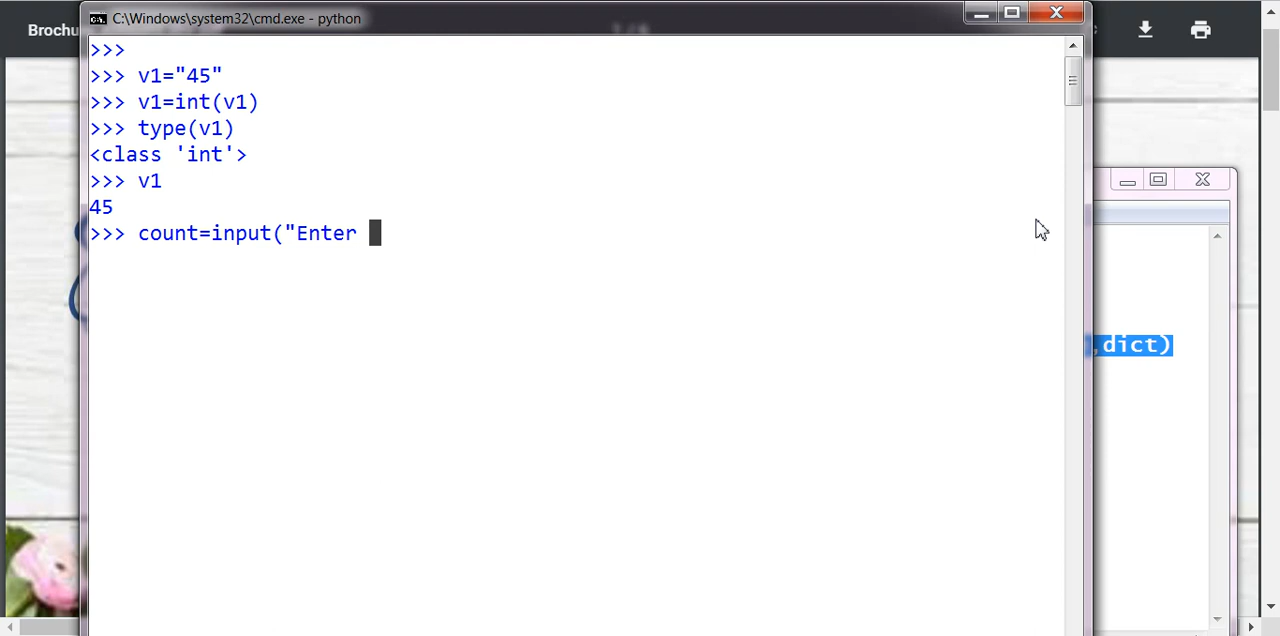 C:\Windows\system32\cmd.exe - python
Brochu
>>>
>>> v1="45"
>>> v1=int(v1)
>>> type(v1)
<class 'int'>
>>> v1
45
>>> count=input("Enter
,dict)